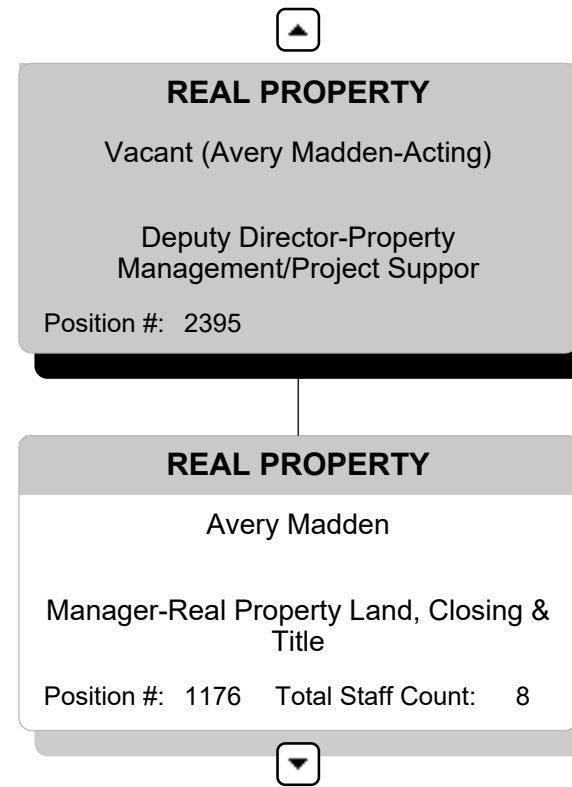 REAL PROPERTY
Vacant (Avery Madden-Acting)
Deputy Director-Property
Management/Project Suppor
Position #: 2395
REAL PROPERTY
Avery Madden
Manager-Real Property Land, Closing &
Title
Position #: 1176 Total Staff Count: 8